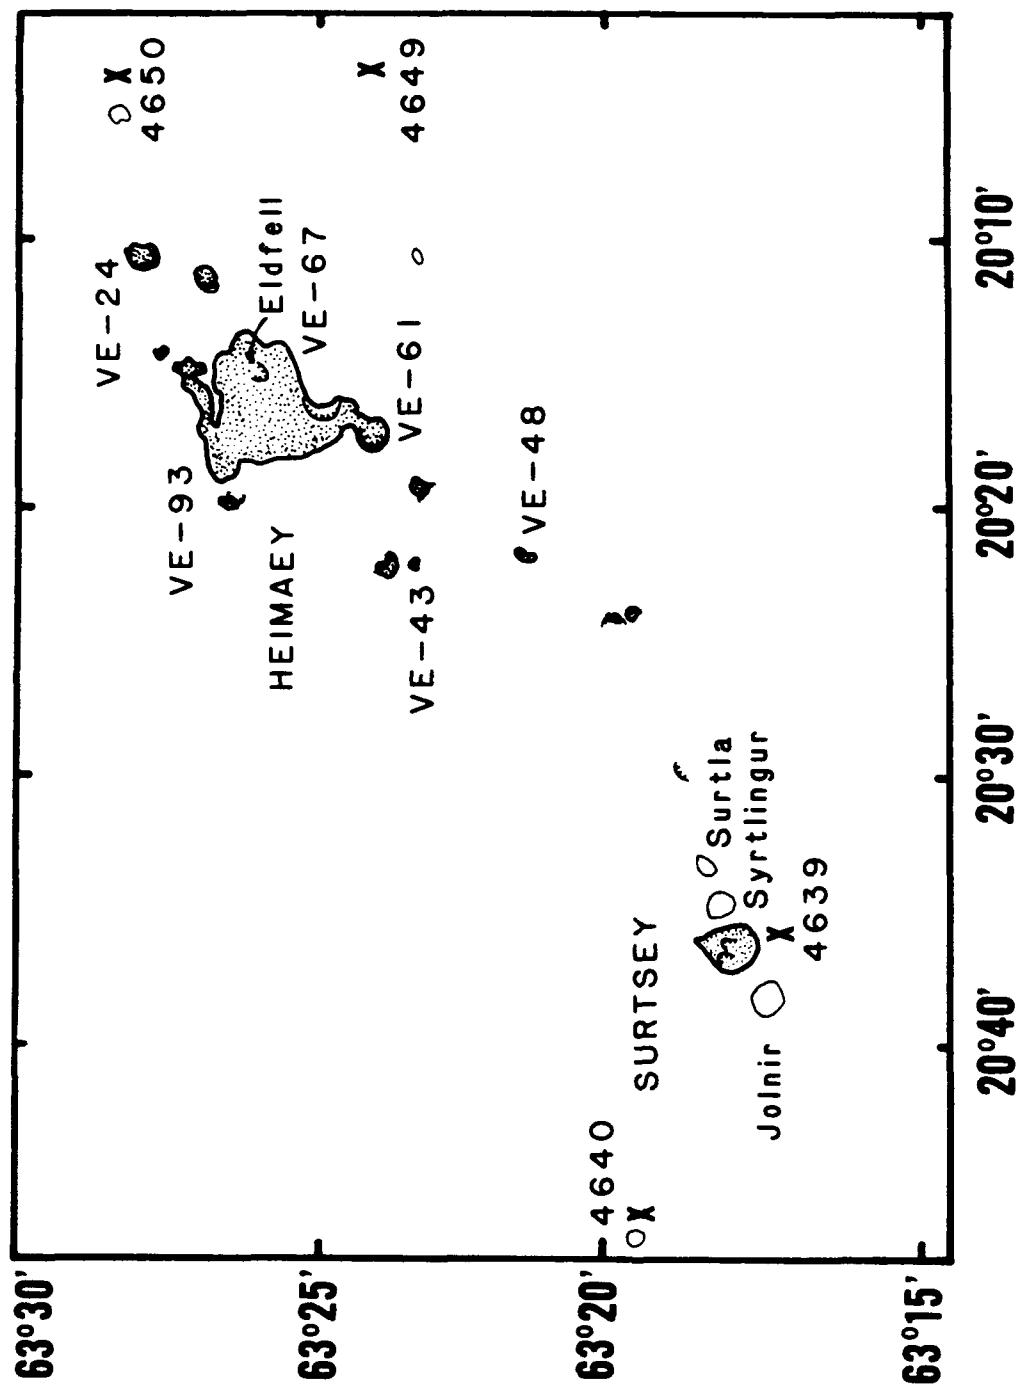 63°30'
63°25'
63°20'
63°15'
4650
X
4649
X
VE-24
Eldfell
VE-67
VE-93
VE-61
HEIMAEY
VE-43
VE-48
Surtla
Syrtlingur
SURTSEY
X
4639
Jolnir
4640
X
20°40'
20°30'
20°20'
20°10'